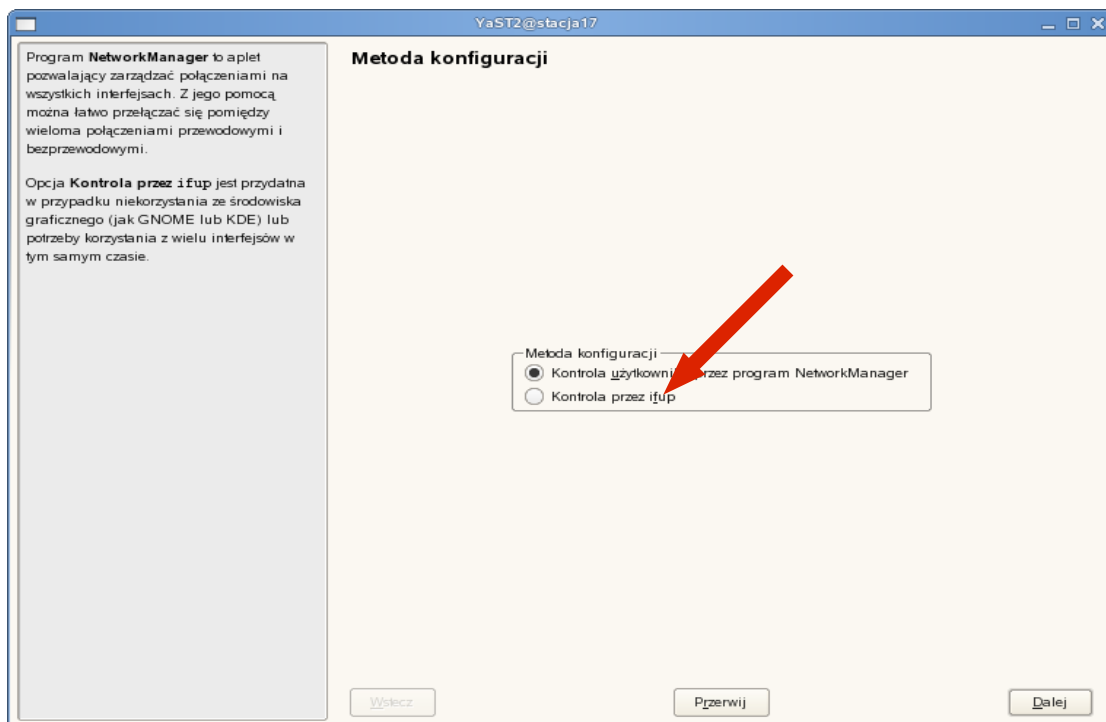 YaST2@stacja17
Program NetworkManager to aplet
pozwalający zarządzać połączeniami na
wszystkich interfejsach. Z jego pomocą
można łatwo przełączać się pomiędzy
wieloma połączeniami przewodowymi i
bezprzewodowymi.
Opcja Kontrola przez ifup jest przydatna
w przypadku niekorzystania ze środowiska
graficznego (jak GNOME lub KDE) lub
potrzeby korzystania z wielu interfejsów w
tym samym czasie.
Metoda konfiguracji
Metoda konfiguracji
Kontrola przez program NetworkManager
Kontrola przez ifup
Wstecz
Przerwij
Dalej